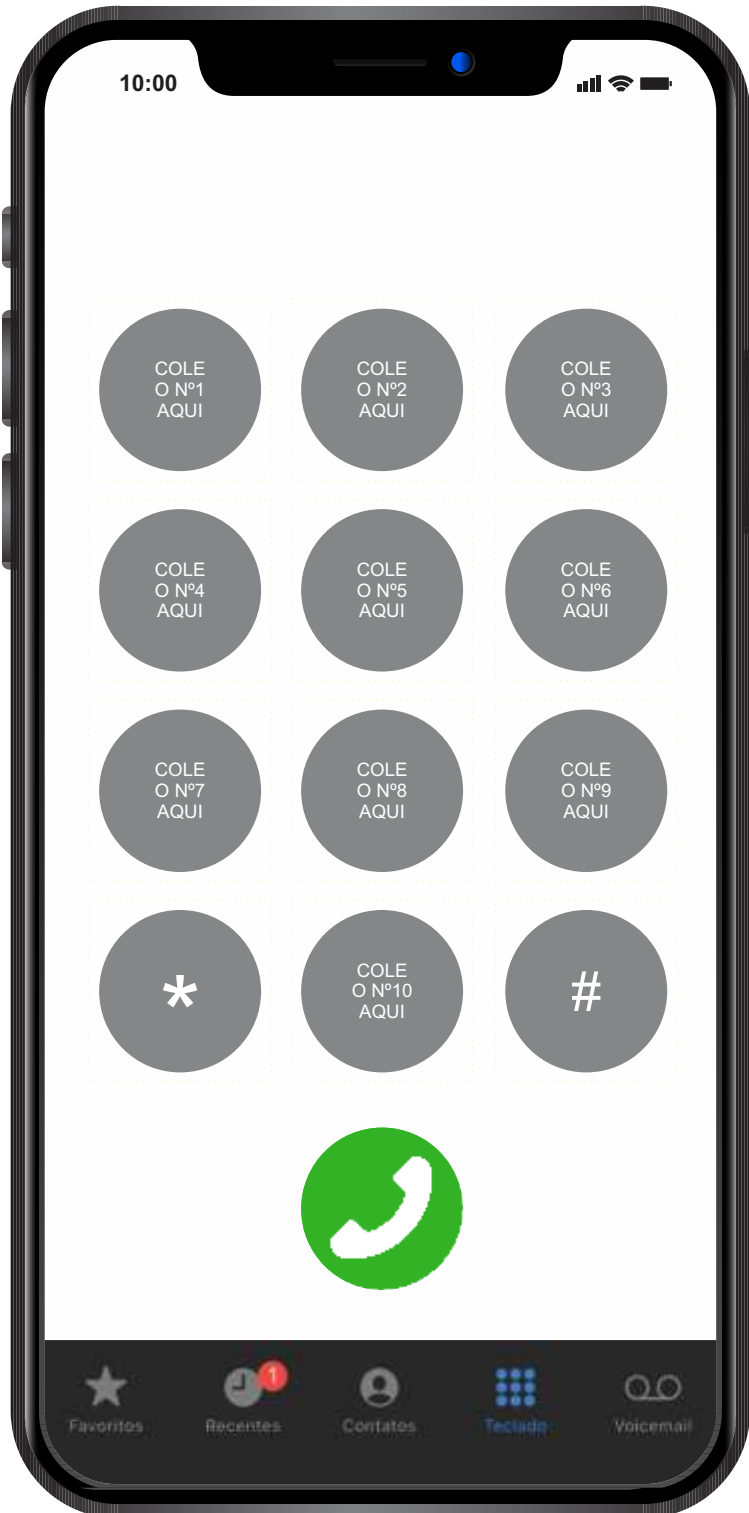 10:00
COLE
O Nº1
AQUI
COLE
O Nº2
AQUI
COLE
O Nº3
AQUI
COLE
O Nº4
AQUI
COLE
O Nº5
AQUI
COLE
O Nº6
AQUI
COLE
O Nº7
AQUI
COLE
O Nº8
AQUI
COLE
O Nº9
AQUI
*
COLE
O Nº10
AQUI
#
1
Favoritos
Recentes
Contatos
Teclado
Voicemail